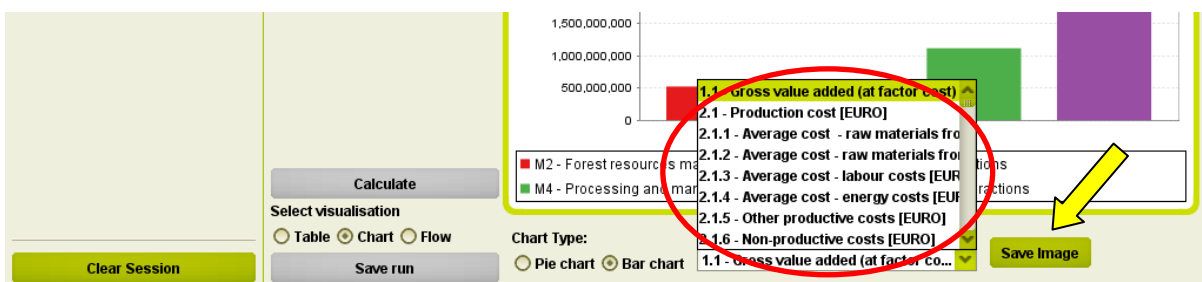 1,500,000,000
1,000,000,000
500,000,000
0
M2 - Forest resources ma
tions
M4 - Processing and man
ractions
1.1 - Gross value added (at factor cost)
2.1 - Production cost [EURO]
2.1.1 - Average cost - raw materials fro
2.1.2 - Average cost - raw materials fro
2.1.3 - Average cost - labour costs [EUR
2.1.4 - Average cost - energy costs [EUR
2.1.5 - Other productive costs [EURO]
2.1.6 - Non-productive costs [EURO]
Calculate
Select visualisation
Table Chart Flow
Clear Session
Save run
Chart Type:
Pie chart Bar chart
1.1 - Gross value added (at factor co...
Save Image